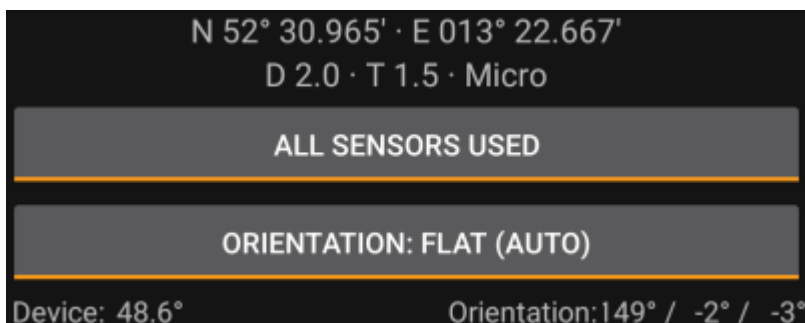 N 52° 30.965' · E 013° 22.667'
D 2.0 · T 1.5 · Micro
ALL SENSORS USED
ORIENTATION: FLAT (AUTO)
Device: 48.6° Orientation:149° / -2° / -3°